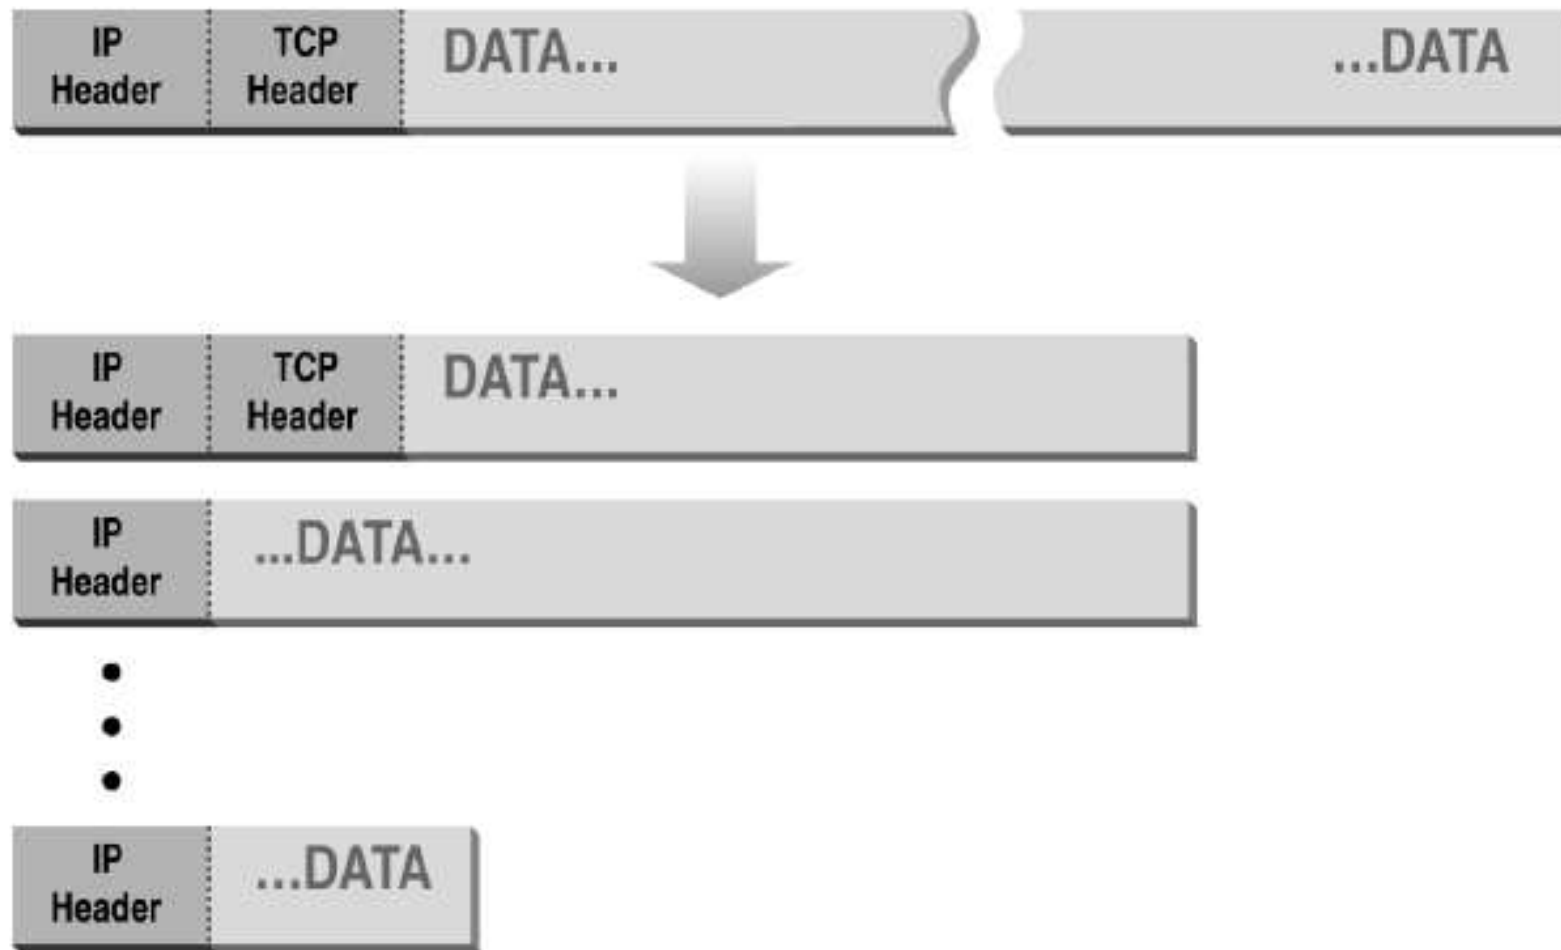 IP
Header
TCP
Header
DATA...
...DATA
IP
Header
TCP
Header
DATA...
IP
Header
...DATA...
IP
Header
...DATA